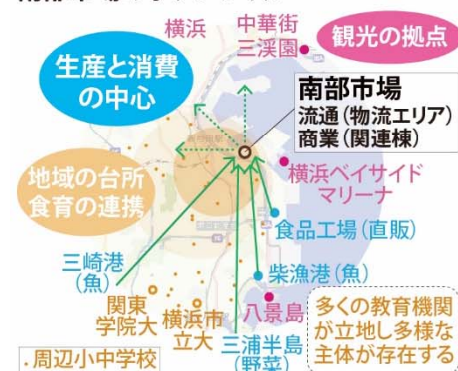 横浜
中華街
三渓園
観光の拠点
生産と消費
の中心
南部市場
流通(物流エリア)
商業(関連棟)
地域の台所
食育の連携
横浜ベイサイド
マリーナ
食品工場(直販)
三崎港
(魚)
柴漁港(魚)
関東
学院大
横浜市
立大
八景島
三浦半島
(野菜)
多くの教育機関
が立地し多様な
主体が存在する
.周辺小中学校